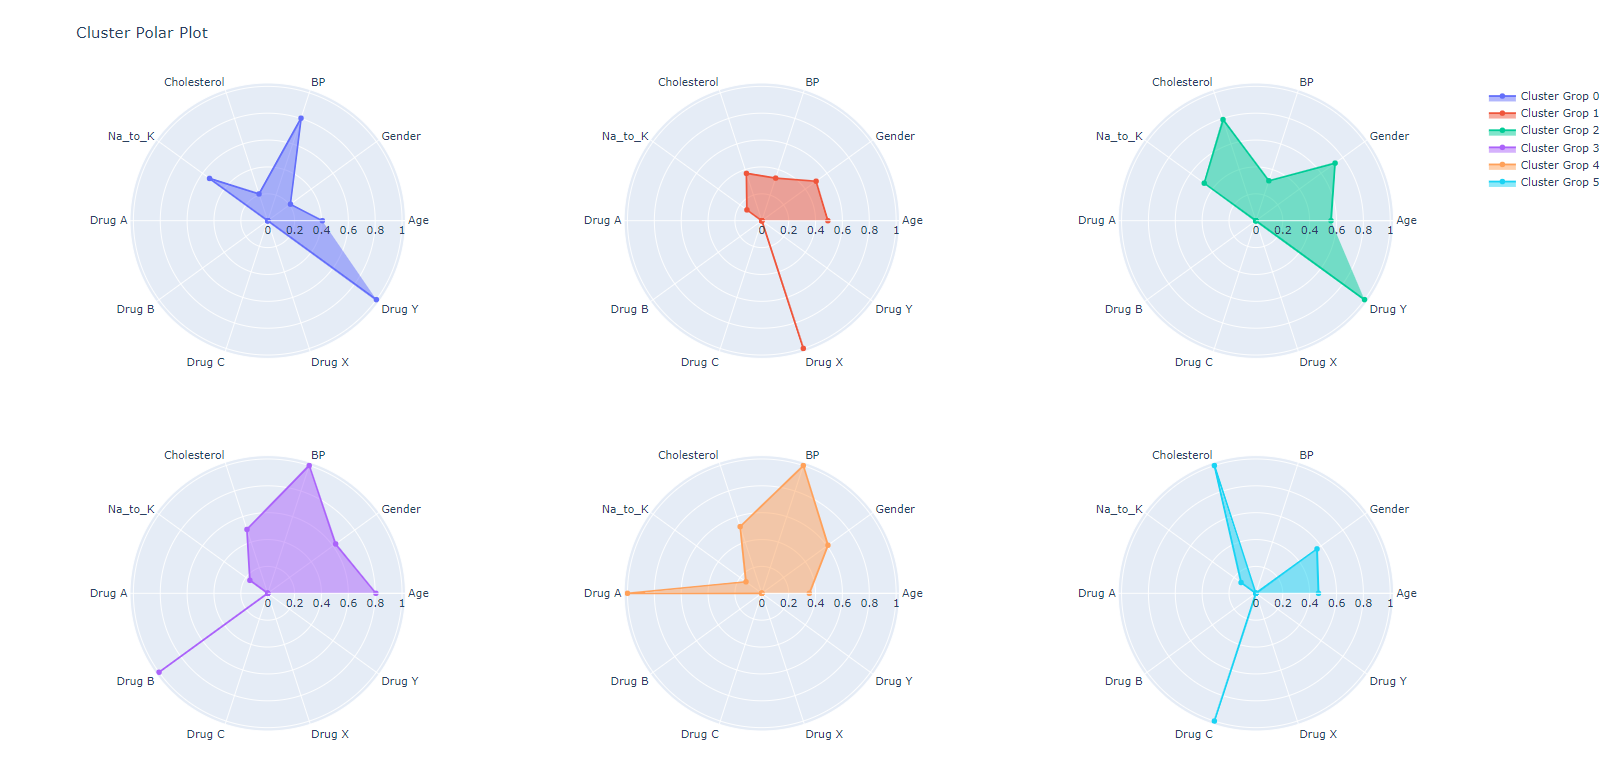 Cluster Polar Plot
Cholesterol
BP
Na_to_K
Gender
Drug A
0 0.2 0.4 0.6 0.8 1
Age
Drug B
Drug Y
Drug C
Drug X
Cholesterol
BP
Na_to_K
Gender
Drug A
0 0.2 0.4 0.6 0.8 1
Age
Drug B
Drug Y
Drug C
Drug X
Cholesterol
BP
Na_to_K
Gender
Drug A
0 0.2 0.4 0.6 0.8 1
Age
Drug B
Drug Y
Drug C
Drug X
Cluster Grop 0
Cluster Grop 1
Cluster Grop 2
Cluster Grop 3
Cluster Grop 4
Cluster Grop 5
Cholesterol
BP
Na_to_K
Gender
Drug A
0 0.2 0.4 0.6 0.8 1
Age
Drug B
Drug Y
Drug C
Drug X
Cholesterol
BP
Na_to_K
Gender
Drug A
0 0.2 0.4 0.6 0.8 1
Age
Drug B
Drug Y
Drug C
Drug X
Cholesterol
BP
Na_to_K
Gender
Drug A
0 0.2 0.4 0.6 0.8 1
Age
Drug B
Drug Y
Drug C
Drug X